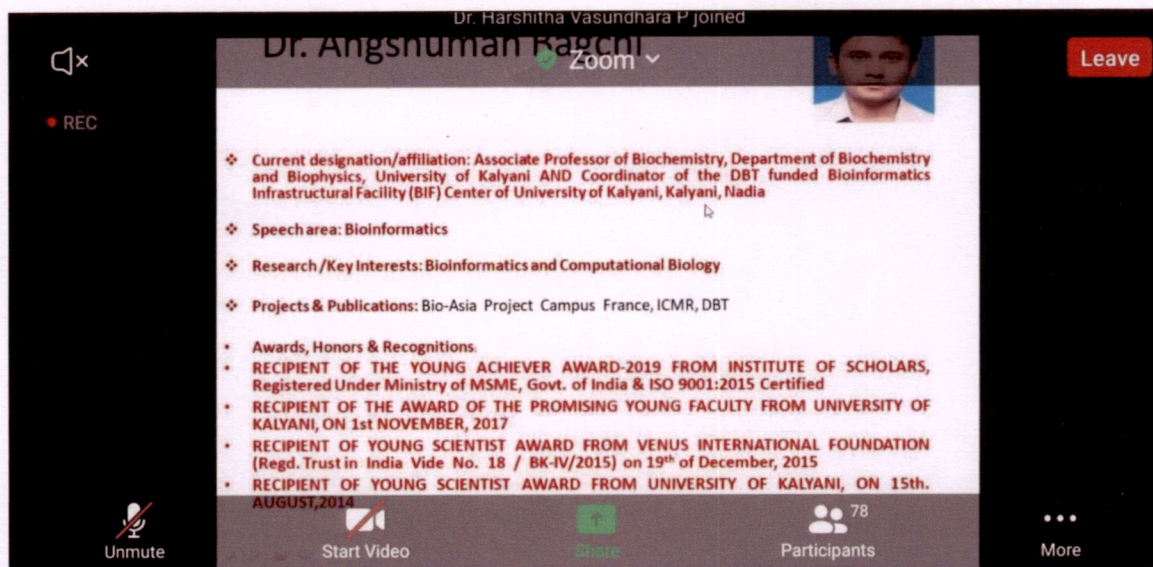 Dr. Harshitha Vasundhara P joined
Dr. Angshuman Bagchi
Zoom
Leave
REC
❖ Current designation/affiliation: Associate Professor of Biochemistry, Department of Biochemistry
and Biophysics, University of Kalyani AND Coordinator of the DBT funded Bioinformatics
Infrastructural Facility (BIF) Center of University of Kalyani, Kalyani, Nadia
❖ Speech area: Bioinformatics
❖ Research /Key Interests: Bioinformatics and Computational Biology
❖ Projects & Publications: Bio-Asia Project Campus France, ICMR, DBT
• Awards, Honors & Recognitions
• RECIPIENT OF THE YOUNG ACHIEVER AWARD-2019 FROM INSTITUTE OF SCHOLARS,
Registered Under Ministry of MSME, Govt. of India & ISO 9001:2015 Certified
• RECIPIENT OF THE AWARD OF THE PROMISING YOUNG FACULTY FROM UNIVERSITY OF
KALYANI, ON 1st NOVEMBER, 2017
• RECIPIENT OF YOUNG SCIENTIST AWARD FROM VENUS INTERNATIONAL FOUNDATION
(Regd. Trust in India Vide No. 18 / BK-IV/2015) on 19th of December, 2015
• RECIPIENT OF YOUNG SCIENTIST AWARD FROM UNIVERSITY OF KALYANI, ON 15th.
AUGUST,2014
78
Unmute
Start Video
Share
Participants
More